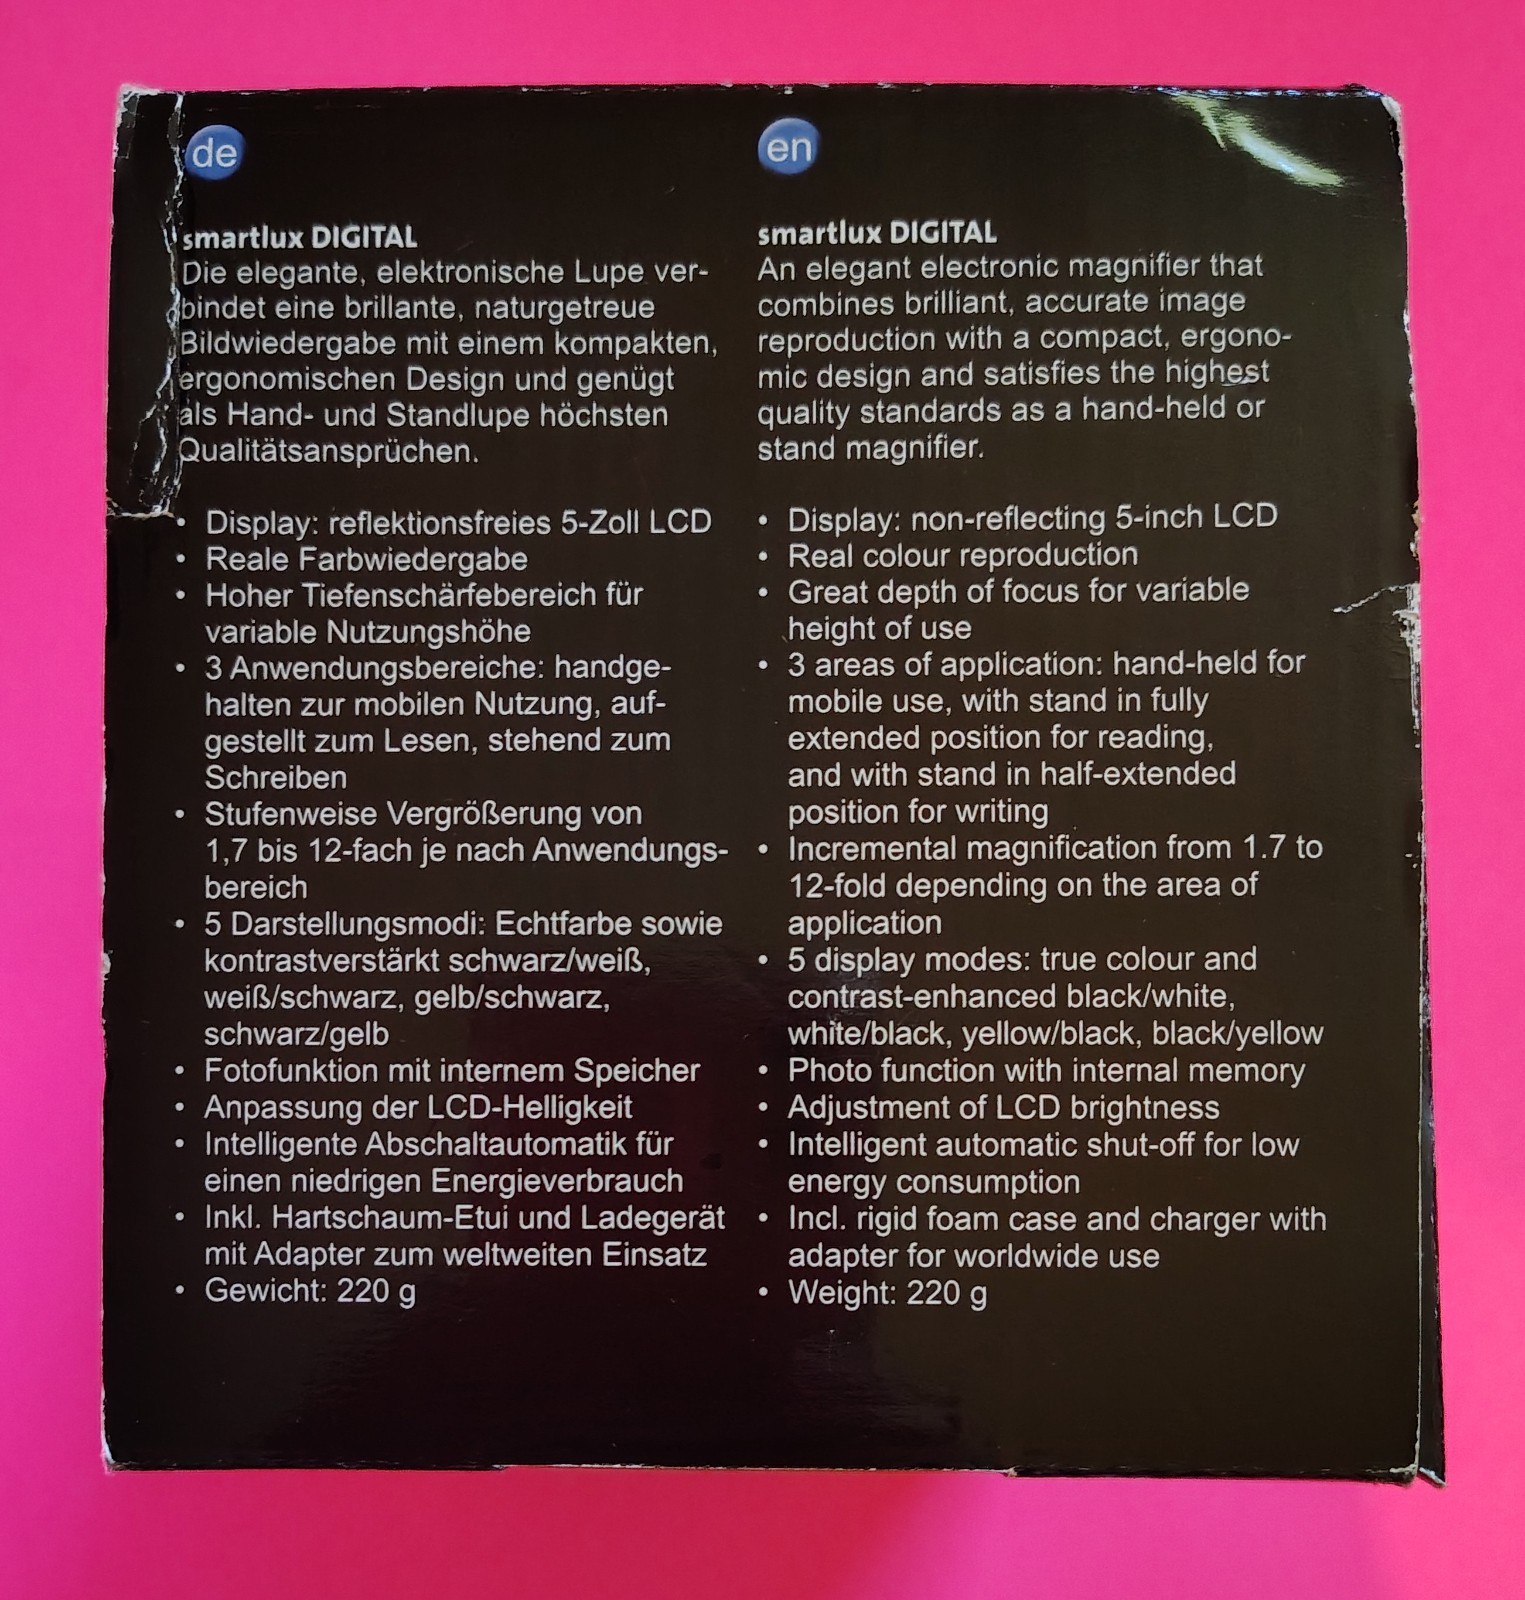 de
smartlux DIGITAL
Die elegante, elektronische Lupe ver-
bindet eine brillante, naturgetreue
Bildwiedergabe mit einem kompakten,
ergonomischen Design und genügt
als Hand- und Standlupe höchsten
Qualitätsansprüchen.
• Display: reflektionsfreies 5-Zoll LCD
• Reale Farbwiedergabe
• Hoher Tiefenschärfebereich für
variable Nutzungshöhe
• 3 Anwendungsbereiche: handge-
halten zur mobilen Nutzung, auf-
gestellt zum Lesen, stehend zum
Schreiben
• Stufenweise Vergrößerung von
1,7 bis 12-fach je nach Anwendungs-
bereich
• 5 Darstellungsmodi: Echtfarbe sowie
kontrastverstärkt schwarz/weiß,
weiß/schwarz, gelb/schwarz,
schwarz/gelb
• Fotofunktion mit internem Speicher
• Anpassung der LCD-Helligkeit
• Intelligente Abschaltautomatik für
einen niedrigen Energieverbrauch
• Inkl. Hartschaum-Etui und Ladegerät
mit Adapter zum weltweiten Einsatz
• Gewicht: 220 g
en
smartlux DIGITAL
An elegant electronic magnifier that
combines brilliant, accurate image
reproduction with a compact, ergono-
mic design and satisfies the highest
quality standards as a hand-held or
stand magnifier.
• Display: non-reflecting 5-inch LCD
• Real colour reproduction
• Great depth of focus for variable
height of use
• 3 areas of application: hand-held for
mobile use, with stand in fully
extended position for reading,
and with stand in half-extended
position for writing
• Incremental magnification from 1.7 to
12-fold depending on the area of
application
• 5 display modes: true colour and
contrast-enhanced black/white,
white/black, yellow/black, black/yellow
• Photo function with internal memory
• Adjustment of LCD brightness
• Intelligent automatic shut-off for low
energy consumption
• Incl. rigid foam case and charger with
adapter for worldwide use
• Weight: 220 g